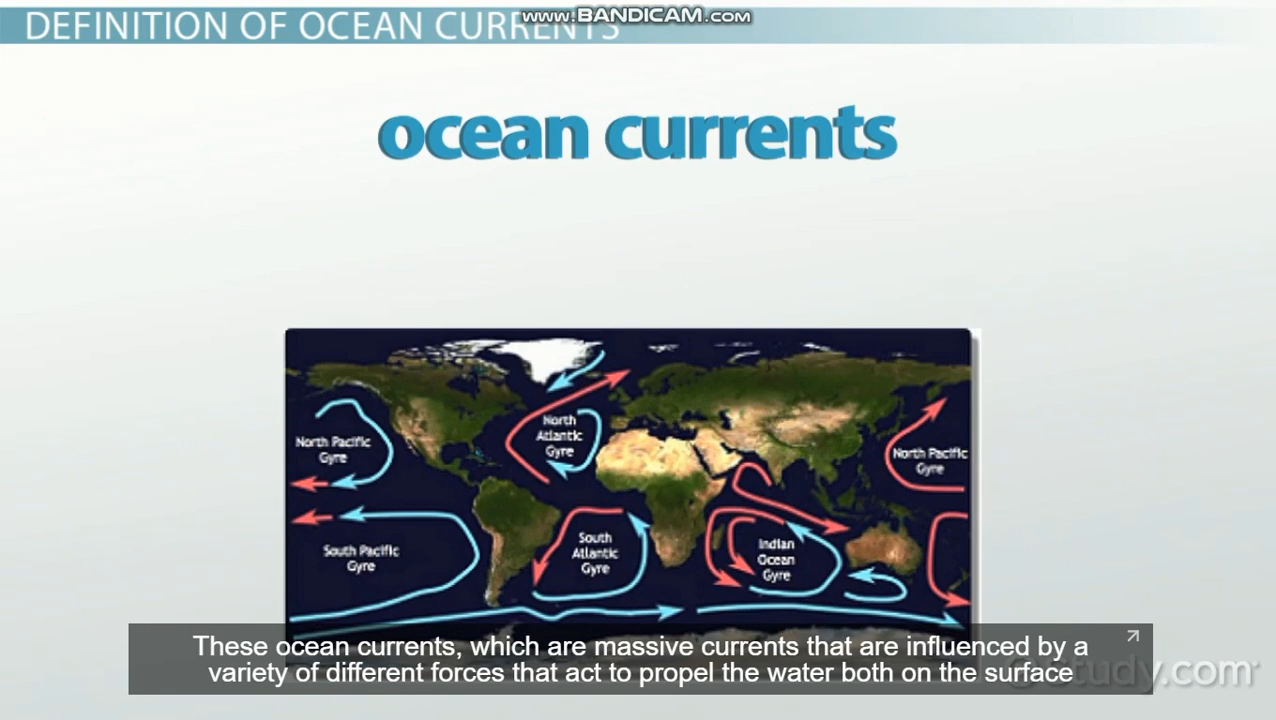 DEFINITION OF OCEAN CURRENTS
www.BANDICAM.com
ocean currents
North Pacific
Gyre
North
Atlantic
Gyre
North Pacific
Gyre
South Pacific
Gyre
South
Atlantic
Gyre
Indian
Ocean
Gyre
These ocean currents, which are massive currents that are influenced by a
variety of different forces that act to propel the water both on the surface
Study.com